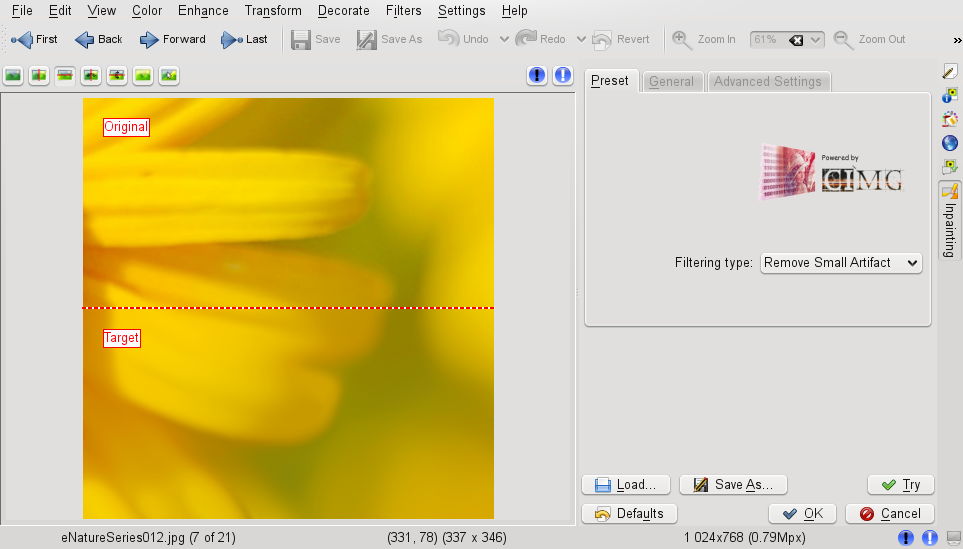 File Edit View Color Enhance Transform Decorate Filters Settings Help
First Back Forward Last Save Save As Undo Redo Revert Zoom In 61% Zoom Out »
Preset General Advanced Settings
Original
Powered by
CIMG
Inpainting
Filtering type: Remove Small Artifact
Target
Load... Save As... Try
Defaults OK Cancel
eNatureSeries012.jpg (7 of 21) (331, 78) (337 x 346) 1 024x768 (0.79Mpx)